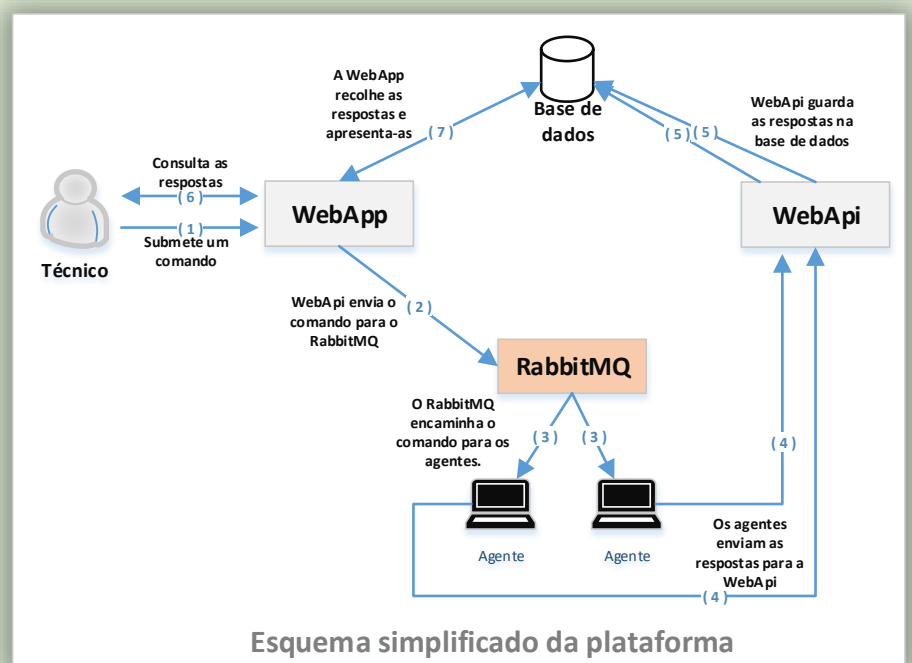 A WebApp
recolhe as
respostas e
apresenta-as
Base de
dados
WebApi guarda
as respostas na
base de dados
( 7 )
( 5 )
( 5 )
Consulta as
respostas
( 6 )
( 1 )
Submete um
comando
Técnico
WebApp
WebApi
WebApi envia o
comando para o
RabbitMQ
( 2 )
RabbitMQ
O RabbitMQ
encaminha o
comando para os
agentes.
( 3 )
( 3 )
( 4 )
Agente
Agente
Os agentes
enviam as
respostas para a
WebApi
( 4 )
Esquema simplificado da plataforma